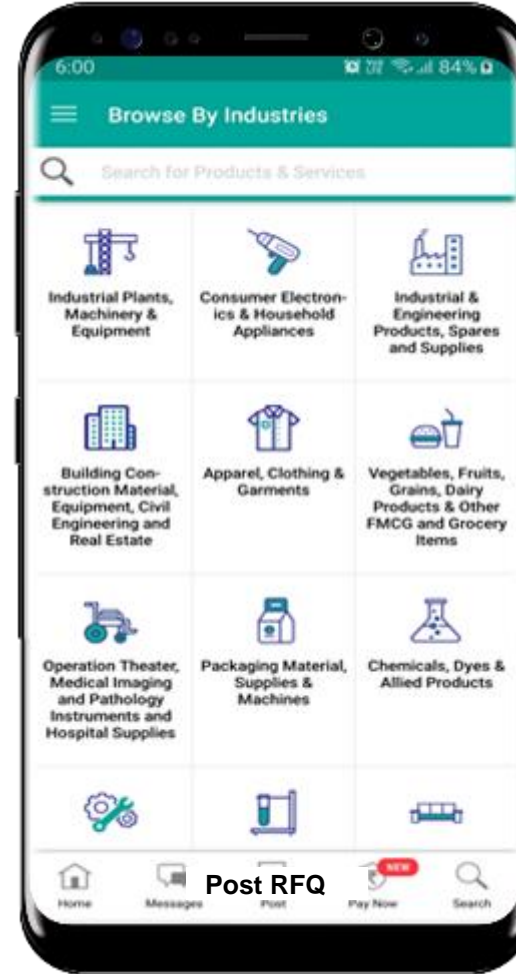 6:00 84%
Browse By Industries
Search for Products & Services
Industrial Plants,
Machinery &
Equipment
Consumer Electron-
ics & Household
Appliances
Industrial &
Engineering
Products, Spares
and Supplies
Building Con-
struction Material,
Equipment, Civil
Engineering and
Real Estate
Apparel, Clothing &
Garments
Vegetables, Fruits,
Grains, Dairy
Products & Other
FMCG and Grocery
Items
Operation Theater,
Medical Imaging
and Pathology
Instruments and
Hospital Supplies
Packaging Material,
Supplies &
Machines
Chemicals, Dyes &
Allied Products
Post RFQ
NEW
Home Messages Post Pay Now Search